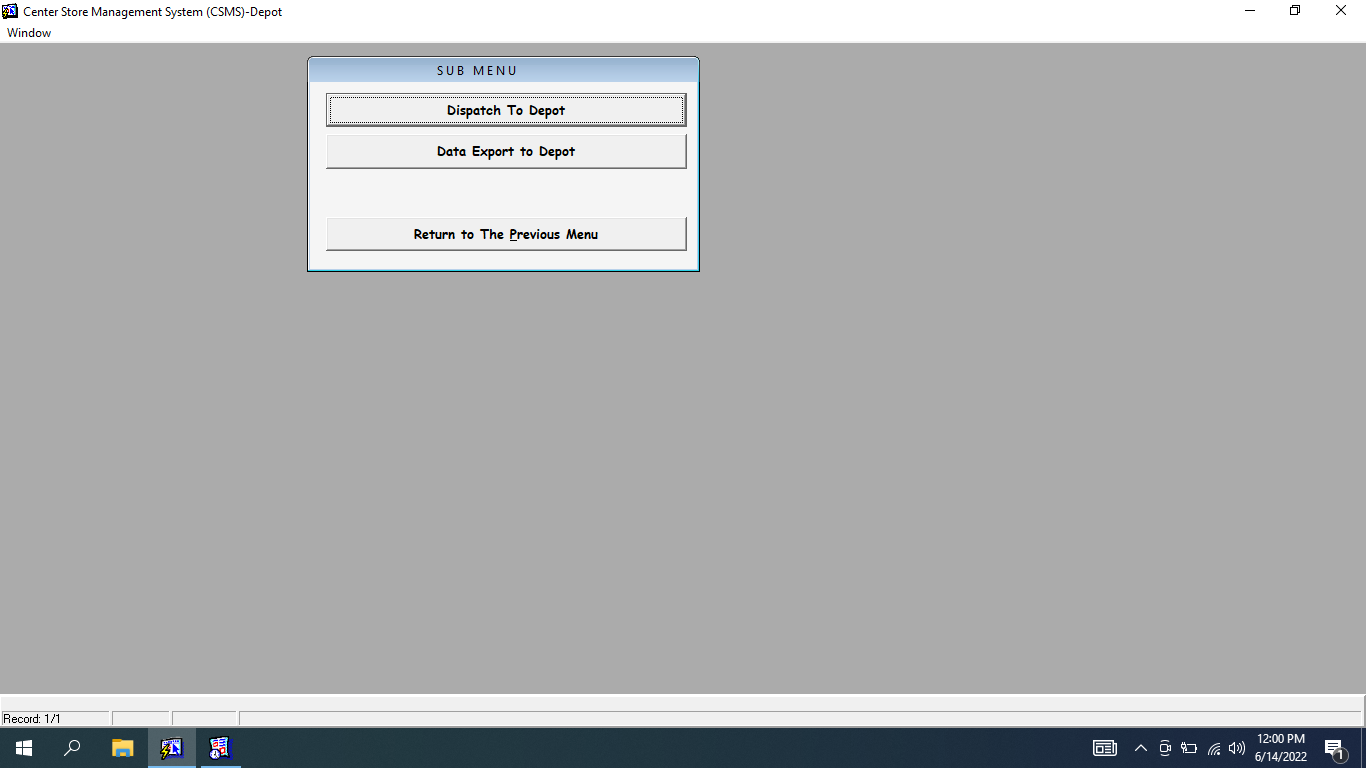 Center Store Management System (CSMS)-Depot
Window
SUB MENU
Dispatch To Depot
Data Export to Depot
Return to The Previous Menu
Record: 1/1
12:00 PM
6/14/2022
1